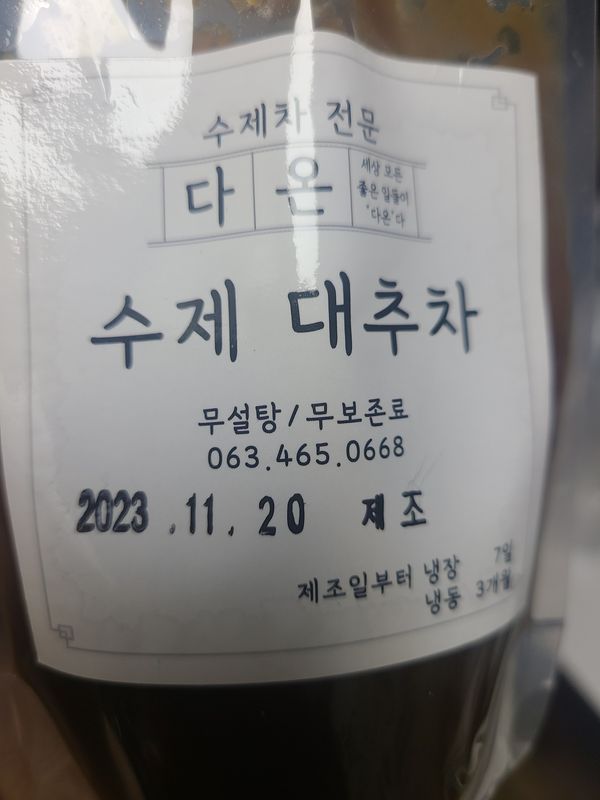 수제차 전문
다온
세상 모든
좋은 일들이
"다온"다
수제 대추차
무설탕/무보존료
063.465.0668
2023.11.20 제조
제조일부터 냉장 7일
냉동 3개월